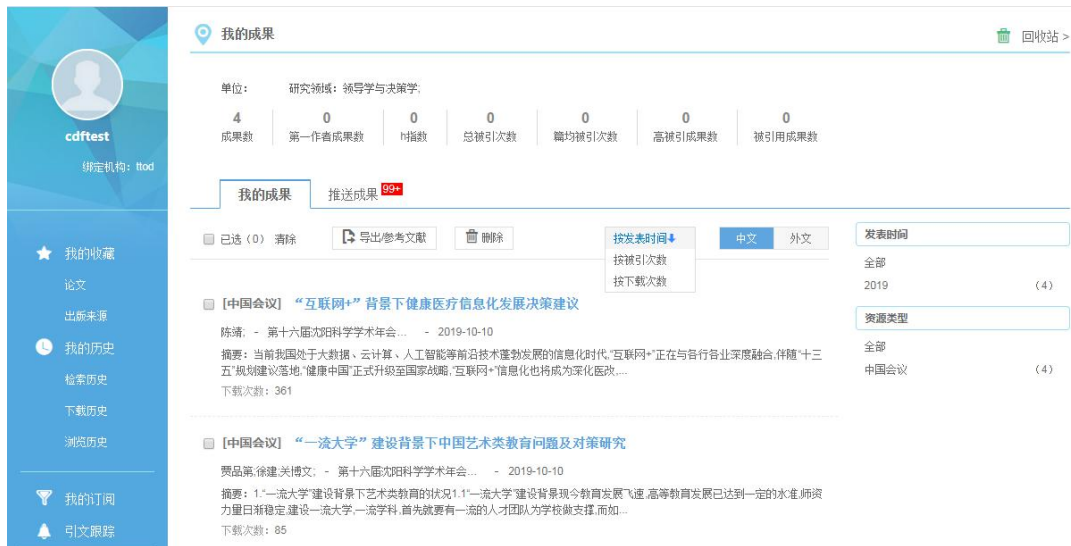 cdftest
绑定机构：ttod
我的收藏
论文
出版来源
我的历史
检索历史
下载历史
浏览历史
我的订阅
引文跟踪
我的成果
回收站 >
单位：  研究领域：领导学与决策学;
4 0 0 0 0 0 0
成果数 第一作者成果数 h指数 总被引次数 篇均被引次数 高被引成果数 被引用成果数
我的成果 推送成果 99+
已选（0） 清除 导出/参考文献 删除 按发表时间 中文 外文
按被引次数
按下载次数
[中国会议] “互联网+”背景下健康医疗信息化发展决策建议
陈靖; - 第十六届沈阳科学学术年会... - 2019-10-10
摘要：当前我国处于大数据、云计算、人工智能等前沿技术蓬勃发展的信息化时代,“互联网+”正在与各行各业深度融合,伴随“十三
五”规划建议落地,“健康中国”正式升级至国家战略,“互联网+”信息化也将成为深化医改,...
下载次数：361
[中国会议] “一流大学”建设背景下中国艺术类教育问题及对策研究
贾品第;徐建;关博文; - 第十六届沈阳科学学术年会... - 2019-10-10
摘要：1.“一流大学”建设背景下艺术类教育的状况1.1“一流大学”建设背景现今教育发展飞速,高等教育发展已达到一定的水准,师资
力量日渐稳定,建设一流大学,一流学科,首先就要有一流的人才团队为学校做支撑,而如...
下载次数：85
发表时间
全部
2019 （4）
资源类型
全部
中国会议 （4）